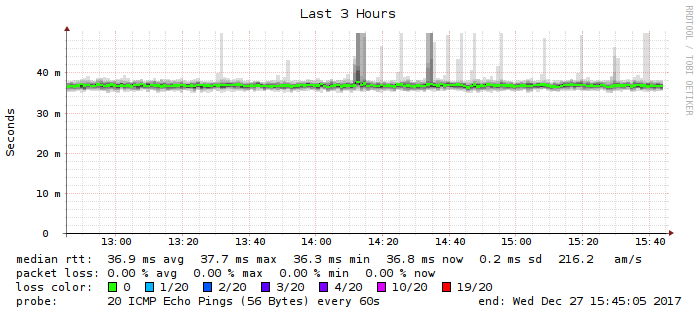 Last 3 Hours
RRDTOOL / TOBI OETIKER
Seconds
40 m
30 m
20 m
10 m
0
13:00 13:20 13:40 14:00 14:20 14:40 15:00 15:20 15:40
median rtt: 36.9 ms avg 37.7 ms max 36.3 ms min 36.8 ms now 0.2 ms sd 216.2 am/s
packet loss: 0.00 % avg 0.00 % max 0.00 % min 0.00 % now
loss color: 0 1/20 2/20 3/20 4/20 10/20 19/20
probe: 20 ICMP Echo Pings (56 Bytes) every 60s end: Wed Dec 27 15:45:05 2017